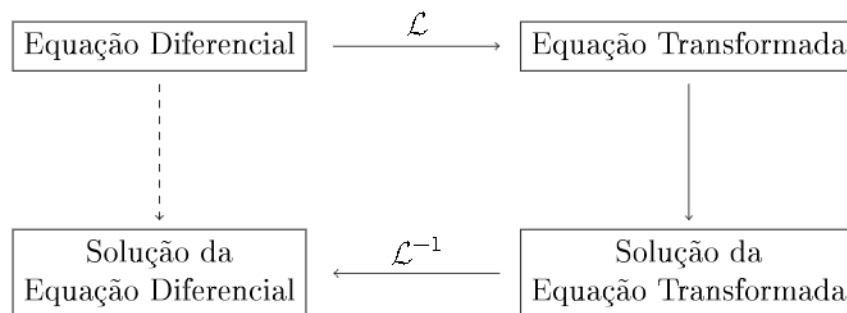 Equação Diferencial
ℒ
Equação Transformada
Solução da
Equação Diferencial
ℒ⁻¹
Solução da
Equação Transformada